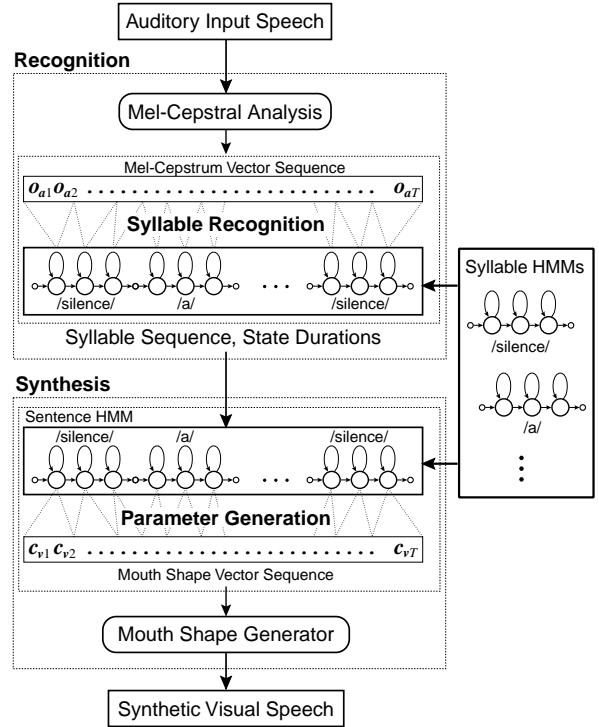 Auditory Input Speech
Recognition
Mel-Cepstral Analysis
Mel-Cepstrum Vector Sequence
oa1 oa2 . . . . . . . . . . . . . . . . . . . . . . . . . . . . . . oaT
Syllable Recognition
/silence/ /a/ . . . /silence/
Syllable Sequence, State Durations
Syllable HMMs
/silence/
/a/
Synthesis
Sentence HMM
/silence/ /a/ /silence/
. . .
Parameter Generation
cv1 cv2 . . . . . . . . . . . . . . . . . . . . . . . . . . . . . . cvT
Mouth Shape Vector Sequence
Mouth Shape Generator
Synthetic Visual Speech